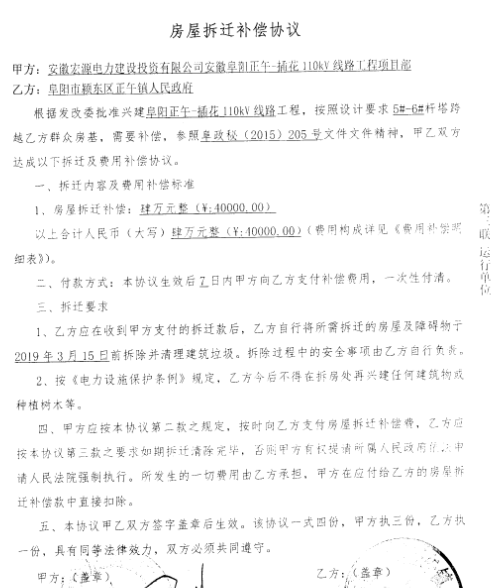 房屋拆迁补偿协议
甲方：安徽宏源电力建设投资有限公司安徽阜阳正午-插花 110kV 线路工程项目部
乙方：阜阳市颍东区正午镇人民政府
根据发改委批准兴建阜阳正午-插花 110kV 线路工程，按照设计要求 5#-6#杆塔跨
越乙方群众房基，需要补偿，参照阜政秘（2015）205 号文件文件精神，甲乙双方
达成以下拆迁及费用补偿协议。
一、拆迁内容及费用补偿标准
1、房屋拆迁补偿：肆万元整（¥:40000.00）
以上合计人民币（大写）肆万元整（¥:40000.00）（费用构成详见《费用补偿明
细表》）。
二、付款方式：本协议生效后 7 日内甲方向乙方支付补偿费用，一次性付清。
三、拆迁要求
1、乙方应在收到甲方支付的拆迁款后，乙方自行将所需拆迁的房屋及障碍物于
2019 年 3 月 15 日前拆除并清理建筑垃圾。拆除过程中的安全事项由乙方自行负责。
2、按《电力设施保护条例》规定，乙方今后不得在拆房处再兴建任何建筑物或
种植树木等。
四、甲方应按本协议第二款之规定，按时向乙方支付房屋拆迁补偿费，乙方应
按本协议第三款之要求如期拆迁清除完毕，否则甲方有权提请所属人民政府依法申
请人民法院强制执行。所发生的一切费用由乙方承担，甲方在应付给乙方的房屋拆
迁补偿款中直接扣除。
五、本协议甲乙双方签字盖章后生效。该协议一式四份，甲方执三份，乙方执
一份，具有同等法律效力，双方必须共同遵守。
甲方：（盖章）
乙方：（盖章）
第三联 运行单位